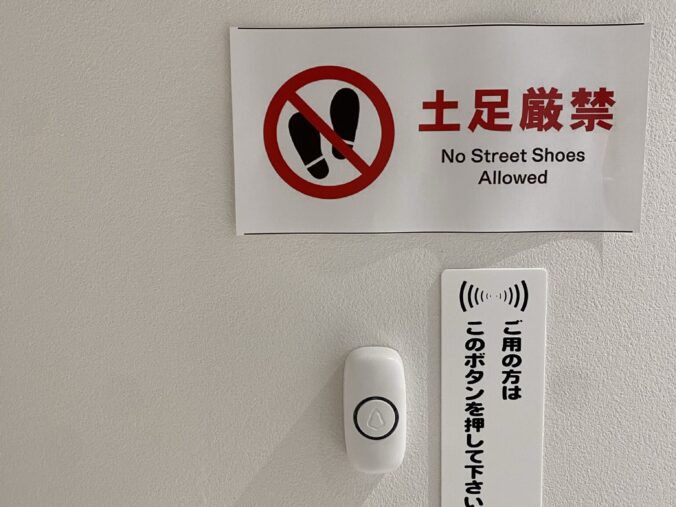 土足厳禁
No Street Shoes
Allowed
ご用の方は
このボタンを押して下さい